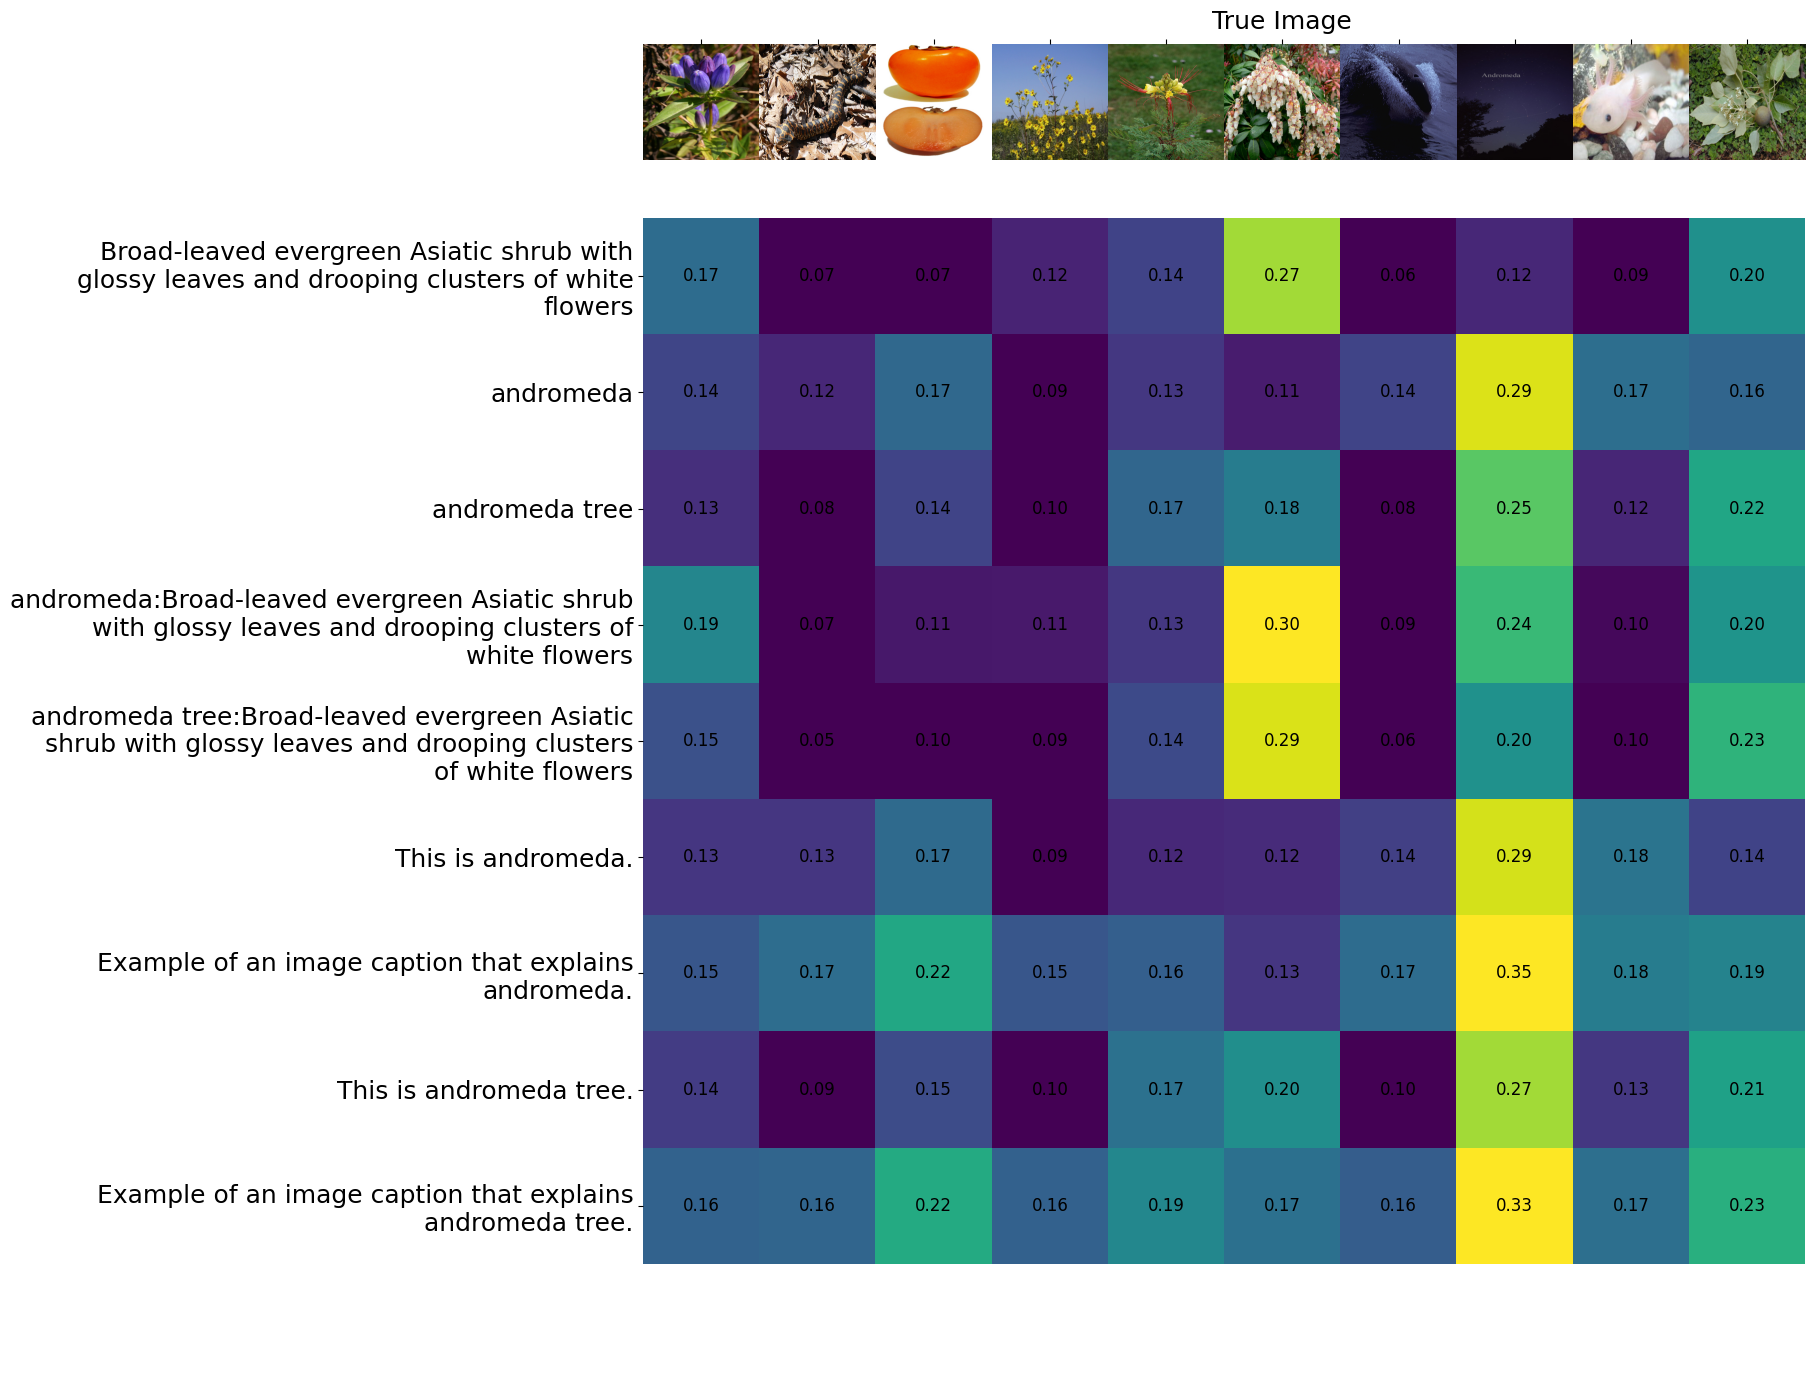 True Image
Andromeda
Broad-leaved evergreen Asiatic shrub with
glossy leaves and drooping clusters of white
flowers
0.17 0.07 0.07 0.12 0.14 0.27 0.06 0.12 0.09 0.20
andromeda
0.14 0.12 0.17 0.09 0.13 0.11 0.14 0.29 0.17 0.16
andromeda tree
0.13 0.08 0.14 0.10 0.17 0.18 0.08 0.25 0.12 0.22
andromeda:Broad-leaved evergreen Asiatic shrub
with glossy leaves and drooping clusters of
white flowers
0.19 0.07 0.11 0.11 0.13 0.30 0.09 0.24 0.10 0.20
andromeda tree:Broad-leaved evergreen Asiatic
shrub with glossy leaves and drooping clusters
of white flowers
0.15 0.05 0.10 0.09 0.14 0.29 0.06 0.20 0.10 0.23
This is andromeda.
0.13 0.13 0.17 0.09 0.12 0.12 0.14 0.29 0.18 0.14
Example of an image caption that explains
andromeda.
0.15 0.17 0.22 0.15 0.16 0.13 0.17 0.35 0.18 0.19
This is andromeda tree.
0.14 0.09 0.15 0.10 0.17 0.20 0.10 0.27 0.13 0.21
Example of an image caption that explains
andromeda tree.
0.16 0.16 0.22 0.16 0.19 0.17 0.16 0.33 0.17 0.23